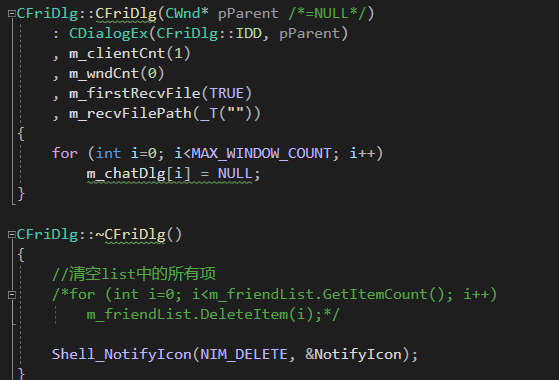 CFriDlg::CFriDlg(CWnd* pParent /*=NULL*/)
: CDialogEx(CFriDlg::IDD, pParent)
, m_clientCnt(1)
, m_wndCnt(0)
, m_firstRecvFile(TRUE)
, m_recvFilePath(_T(""))
{
for (int i=0; i<MAX_WINDOW_COUNT; i++)
m_chatDlg[i] = NULL;
}
CFriDlg::~CFriDlg()
{
//清空list中的所有项
/*for (int i=0; i<m_friendList.GetItemCount(); i++)
m_friendList.DeleteItem(i);*/
Shell_NotifyIcon(NIM_DELETE, &NotifyIcon);
}